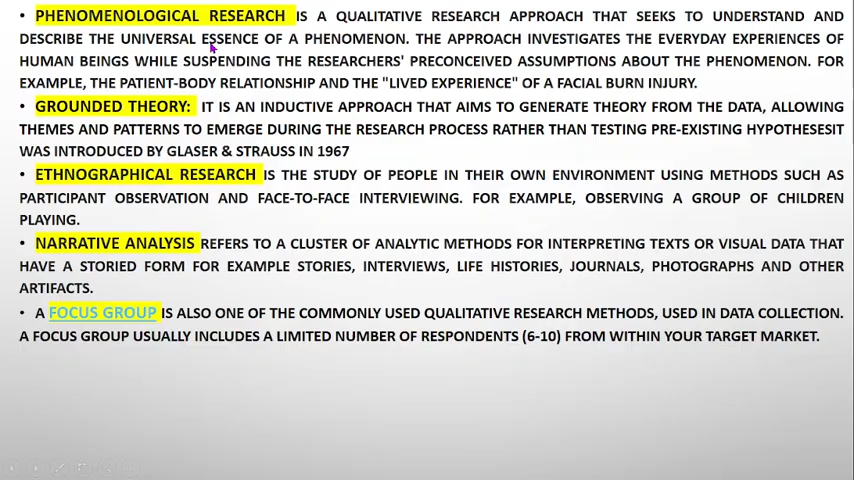 • PHENOMENOLOGICAL RESEARCH IS A QUALITATIVE RESEARCH APPROACH THAT SEEKS TO UNDERSTAND AND
DESCRIBE THE UNIVERSAL ESSENCE OF A PHENOMENON. THE APPROACH INVESTIGATES THE EVERYDAY EXPERIENCES OF
HUMAN BEINGS WHILE SUSPENDING THE RESEARCHERS' PRECONCEIVED ASSUMPTIONS ABOUT THE PHENOMENON. FOR
EXAMPLE, THE PATIENT-BODY RELATIONSHIP AND THE "LIVED EXPERIENCE" OF A FACIAL BURN INJURY.
• GROUNDED THEORY: IT IS AN INDUCTIVE APPROACH THAT AIMS TO GENERATE THEORY FROM THE DATA, ALLOWING
THEMES AND PATTERNS TO EMERGE DURING THE RESEARCH PROCESS RATHER THAN TESTING PRE-EXISTING HYPOTHESESIT
WAS INTRODUCED BY GLASER & STRAUSS IN 1967
• ETHNOGRAPHICAL RESEARCH IS THE STUDY OF PEOPLE IN THEIR OWN ENVIRONMENT USING METHODS SUCH AS
PARTICIPANT OBSERVATION AND FACE-TO-FACE INTERVIEWING. FOR EXAMPLE, OBSERVING A GROUP OF CHILDREN
PLAYING.
• NARRATIVE ANALYSIS REFERS TO A CLUSTER OF ANALYTIC METHODS FOR INTERPRETING TEXTS OR VISUAL DATA THAT
HAVE A STORIED FORM FOR EXAMPLE STORIES, INTERVIEWS, LIFE HISTORIES, JOURNALS, PHOTOGRAPHS AND OTHER
ARTIFACTS.
• A FOCUS GROUP IS ALSO ONE OF THE COMMONLY USED QUALITATIVE RESEARCH METHODS, USED IN DATA COLLECTION.
A FOCUS GROUP USUALLY INCLUDES A LIMITED NUMBER OF RESPONDENTS (6-10) FROM WITHIN YOUR TARGET MARKET.